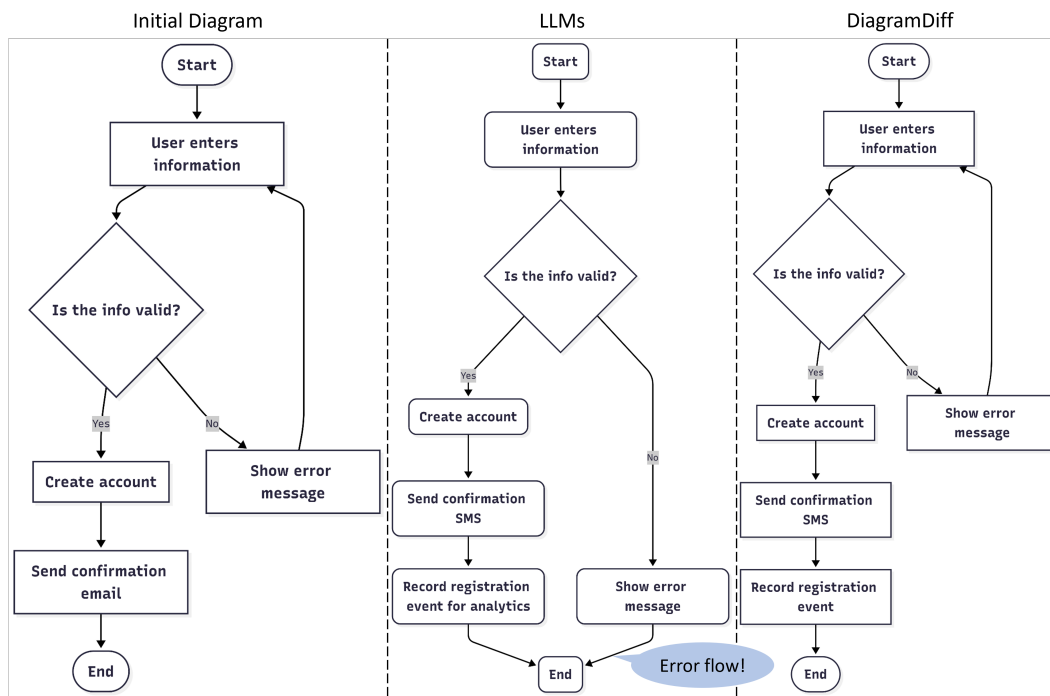 Initial Diagram
Start
User enters
information
Is the info valid?
Yes
No
Create account
Show error
message
Send confirmation
email
End
LLMs
Start
User enters
information
Is the info valid?
Yes
Create account
No
Send confirmation
SMS
Record registration
event for analytics
Show error
message
End
Error flow!
DiagramDiff
Start
User enters
information
Is the info valid?
Yes
No
Create account
Show error
message
Send confirmation
SMS
Record registration
event
End